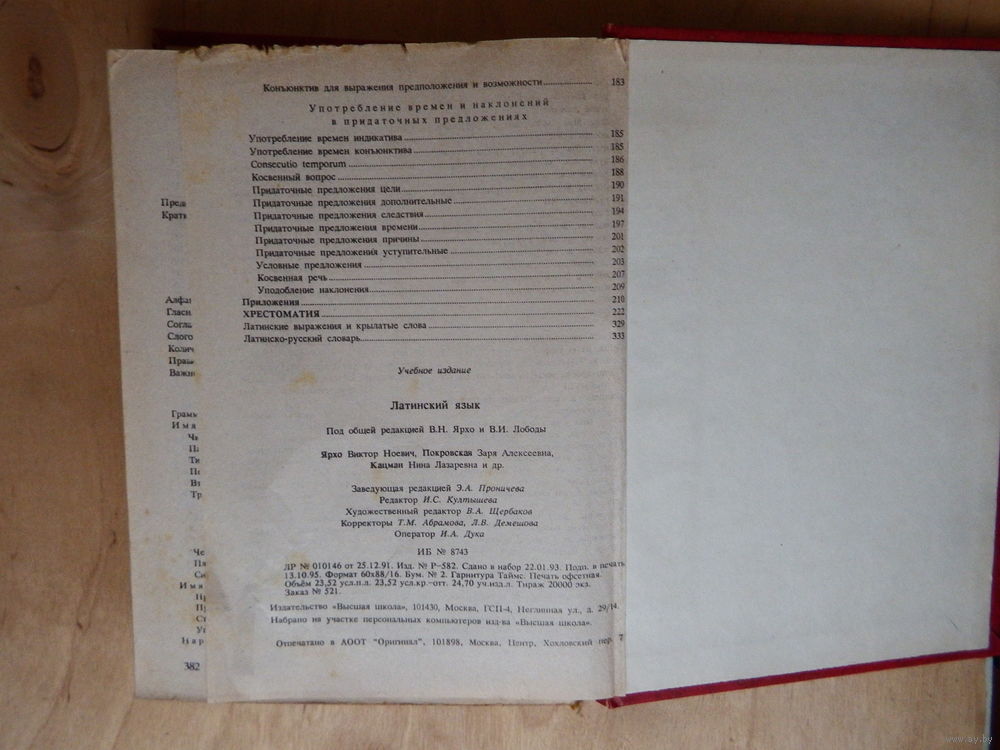 Конъюнктив для выражения предположения и возможности 183
Употребление времен и наклонений
в придаточных предложениях
Употребление времен индикатива 185
Употребление времен конъюнктива 185
Consecutio temporum 186
Косвенный вопрос 188
Придаточные предложения цели 190
Придаточные предложения дополнительные 191
Придаточные предложения следствия 194
Придаточные предложения времени 197
Придаточные предложения причины 201
Придаточные предложения уступительные 202
Условные предложения 203
Косвенная речь 207
Уподобление наклонения 209
Приложения 210
ХРЕСТОМАТИЯ 222
Латинские выражения и крылатые слова 329
Латинско-русский словарь 333
Учебное издание
Латинский язык
Под общей редакцией В.Н. Ярхо и В.И. Лободы
Ярхо Виктор Ноевич, Покровская Заря Алексеевна,
Кацман Нина Лазаревна и др.
Заведующая редакцией Э.А. Проничева
Редактор И.С. Култышева
Художественный редактор В.А. Щербаков
Корректоры Т.М. Абрамова, Л.В. Демешова
Оператор И.А. Дука
ИБ № 8743
ЛР № 010146 от 25.12.91. Изд. № Р–582. Сдано в набор 22.01.93. Подп. в печать
13.10.95. Формат 60х88/16. Бум. № 2. Гарнитура Таймс. Печать офсетная.
Объём 23,52 усл.п.л. 23,52 усл.кр.–отт. 24,70 уч.изд.л. Тираж 20000 экз.
Заказ № 521.
Издательство «Высшая школа», 101430, Москва, ГСП-4, Неглинная ул., д. 29/14.
Набрано на участке персональных компьютеров изд-ва «Высшая школа».
Отпечатано в АООТ "Оригинал", 101898, Москва, Центр, Хохловский пер. 7
382
www.ay.by